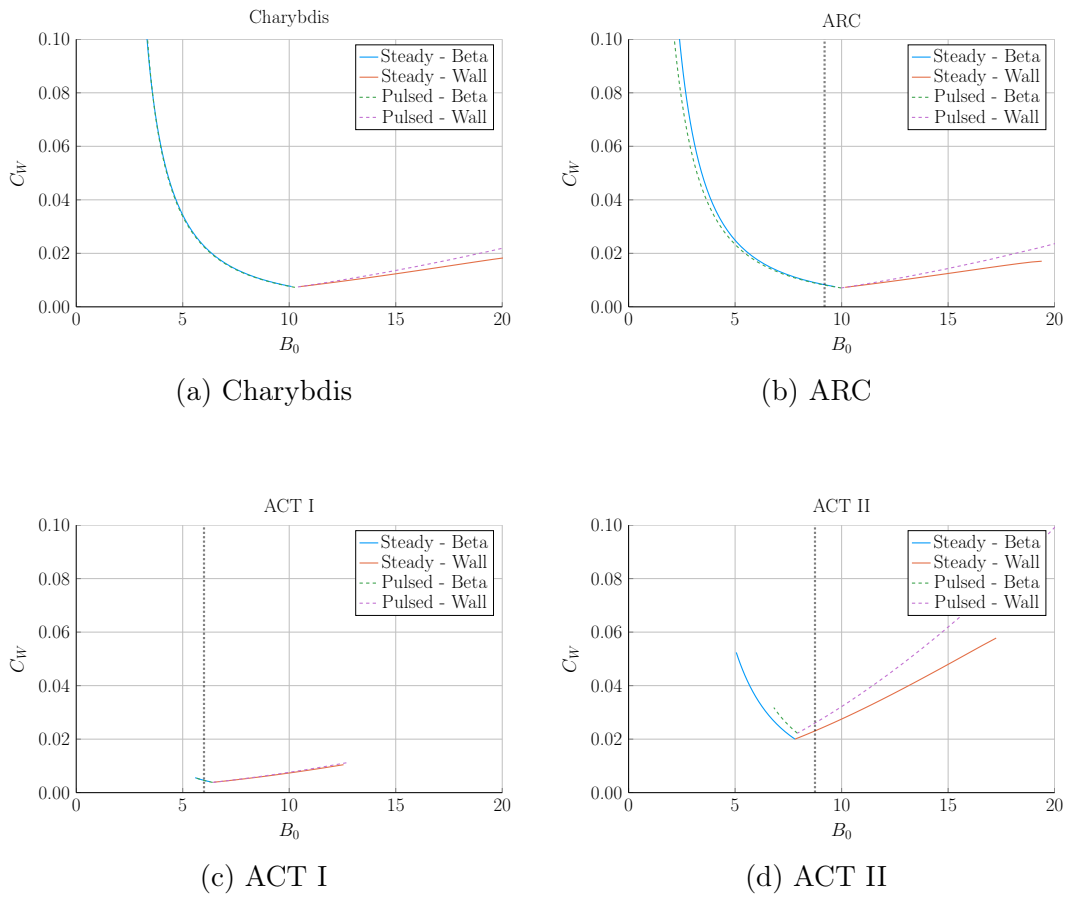 Charybdis
0.10
0.08
0.06
0.04
0.02
0.00
C_W
0 5 10 15 20
B_0
Steady - Beta
Steady - Wall
Pulsed - Beta
Pulsed - Wall
(a) Charybdis
ARC
0.10
0.08
0.06
0.04
0.02
0.00
C_W
0 5 10 15 20
B_0
Steady - Beta
Steady - Wall
Pulsed - Beta
Pulsed - Wall
(b) ARC
ACT I
0.10
0.08
0.06
0.04
0.02
0.00
C_W
0 5 10 15 20
B_0
Steady - Beta
Steady - Wall
Pulsed - Beta
Pulsed - Wall
(c) ACT I
ACT II
0.10
0.08
0.06
0.04
0.02
0.00
C_W
0 5 10 15 20
B_0
Steady - Beta
Steady - Wall
Pulsed - Beta
Pulsed - Wall
(d) ACT II